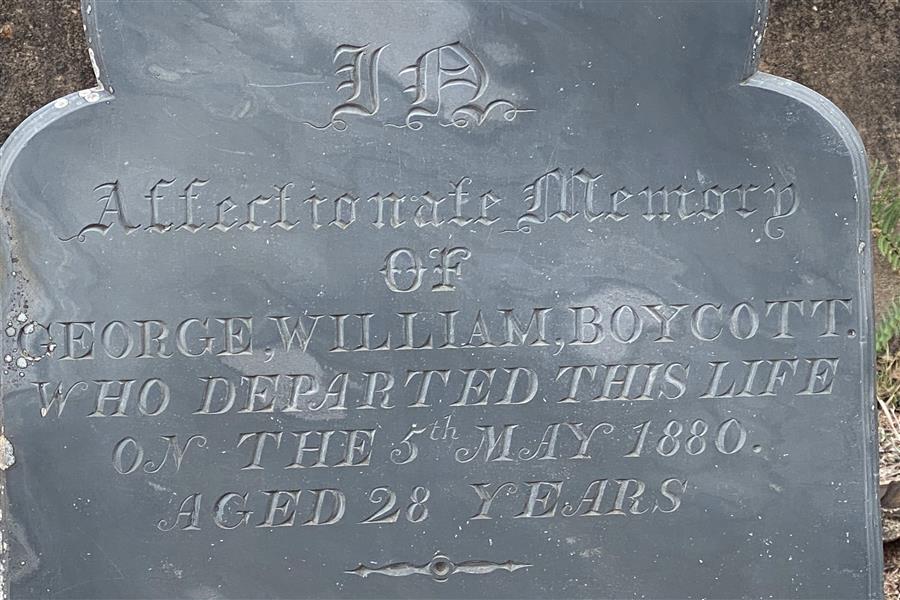 IN
Affectionate Memory
OF
GEORGE, WILLIAM, BOYCOTT.
WHO DEPARTED THIS LIFE
ON THE 5th MAY 1880.
AGED 28 YEARS